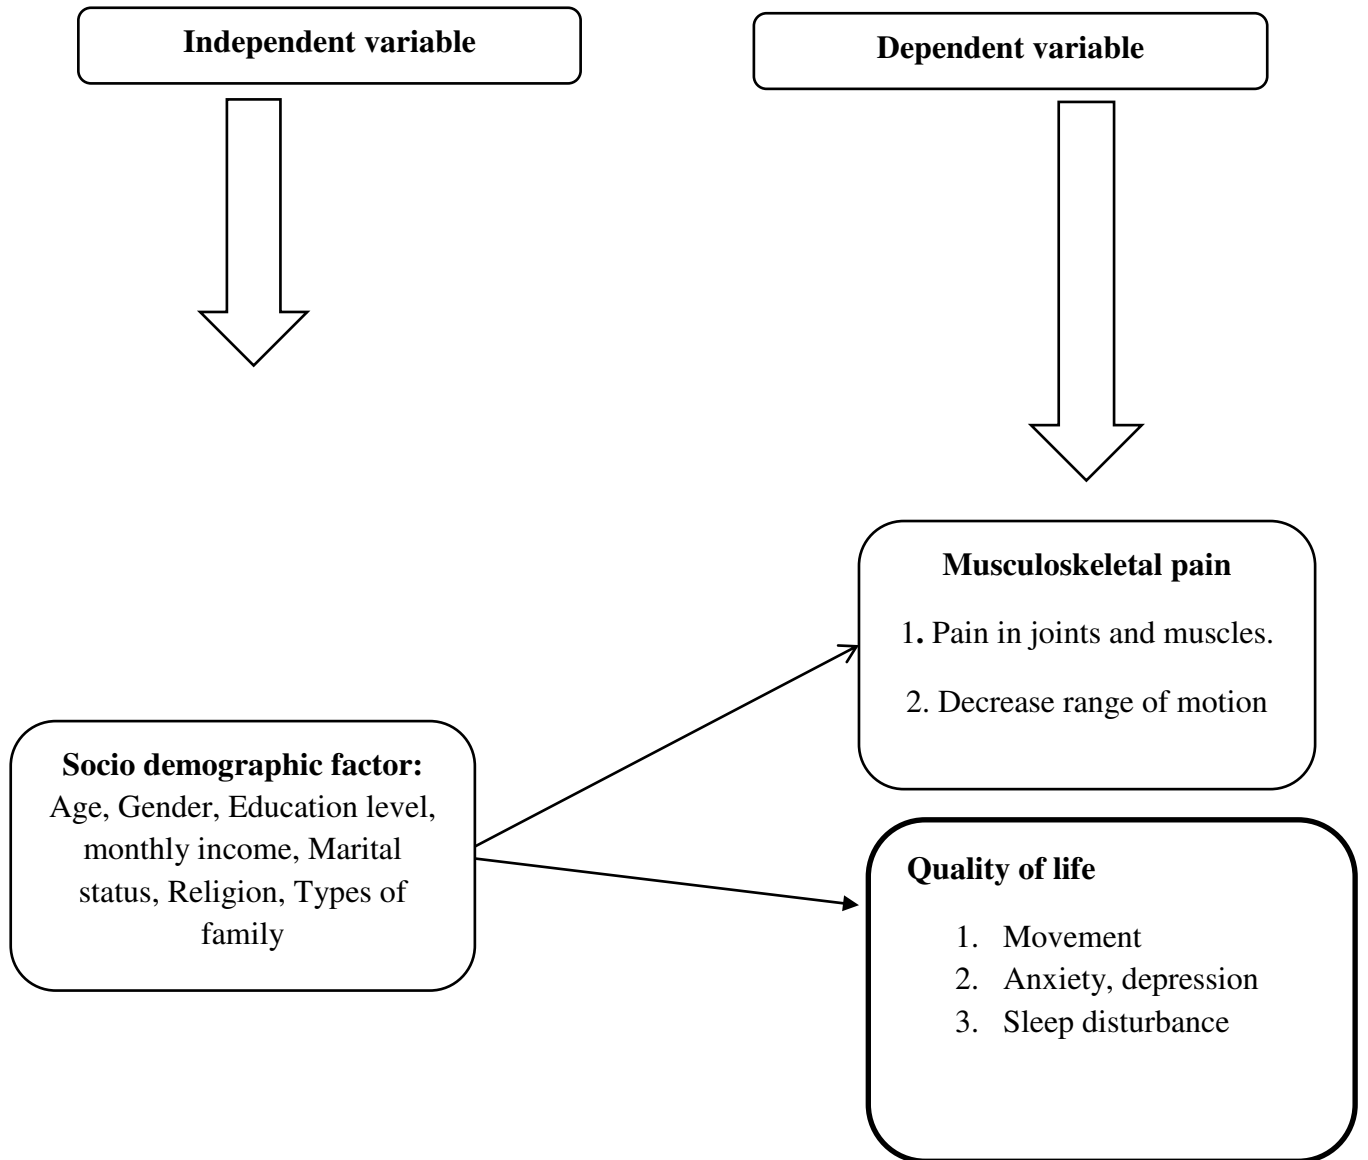 Independent variable
Dependent variable
Musculoskeletal pain
1. Pain in joints and muscles.
2. Decrease range of motion
Socio demographic factor:
Age, Gender, Education level,
monthly income, Marital
status, Religion, Types of
family
Quality of life
1. Movement
2. Anxiety, depression
3. Sleep disturbance